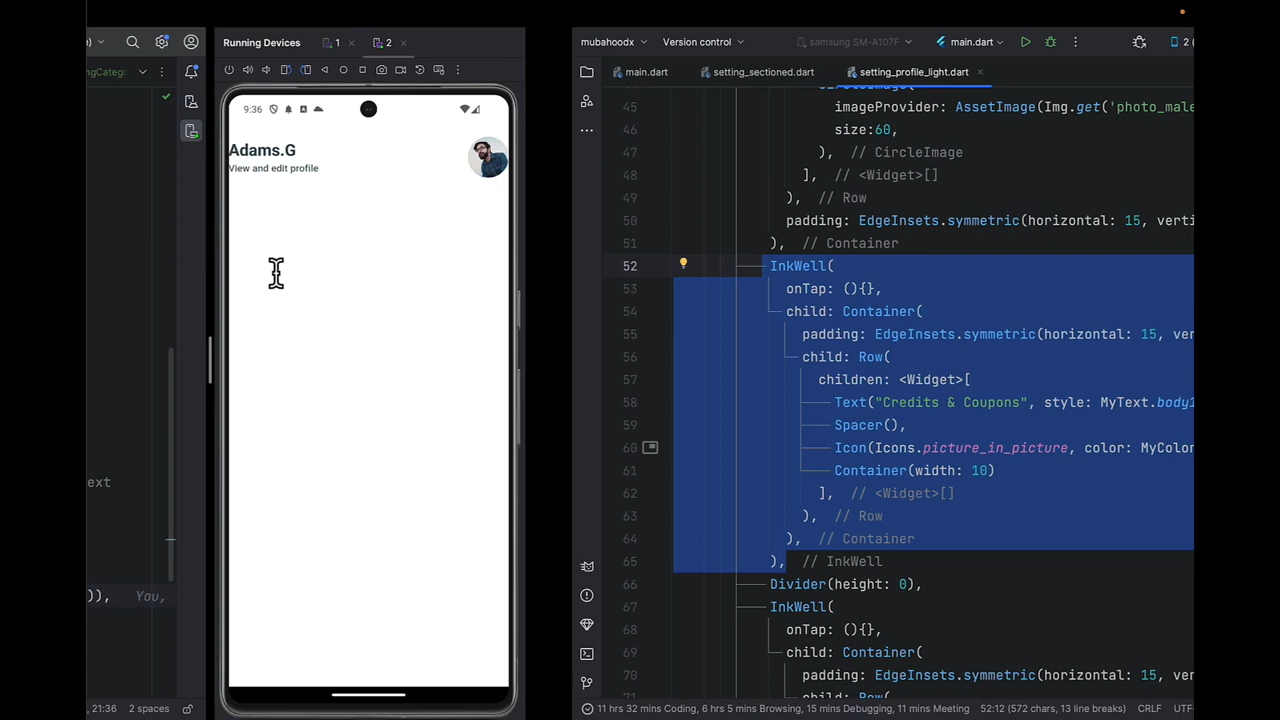 e)
Running Devices
1
2
mubahoodx
Version control
samsung SM-A107F
main.dart
2 (
ngCateg
main.dart
setting_sectioned.dart
setting_profile_light.dart
9:36
Adams.G
View and edit profile
ext
)), You,
45
CircleImage(
46 imageProvider: AssetImage(Img.get('photo_male
size:60,
47 ), // CircleImage
48 ], // <Widget>[]
49 ), // Row
50 padding: EdgeInsets.symmetric(horizontal: 15, verti
51 ), // Container
52 InkWell(
53 onTap: (){},
54 child: Container(
55 padding: EdgeInsets.symmetric(horizontal: 15, ver
56 child: Row(
57 children: <Widget>[
58 Text("Credits & Coupons", style: MyText.body1
59 Spacer(),
60 Icon(Icons.picture_in_picture, color: MyColor
61 Container(width: 10)
62 ], // <Widget>[]
63 ), // Row
64 ), // Container
65 ), // InkWell
66 Divider(height: 0),
67 InkWell(
68 onTap: (){},
69 child: Container(
70 padding: EdgeInsets.symmetric(horizontal: 15, ver
71 child: Row(
21:36
2 spaces
11 hrs 32 mins Coding, 6 hrs 5 mins Browsing, 15 mins Debugging, 11 mins Meeting
52:12 (572 chars, 13 line breaks)
CRLF
UTF-